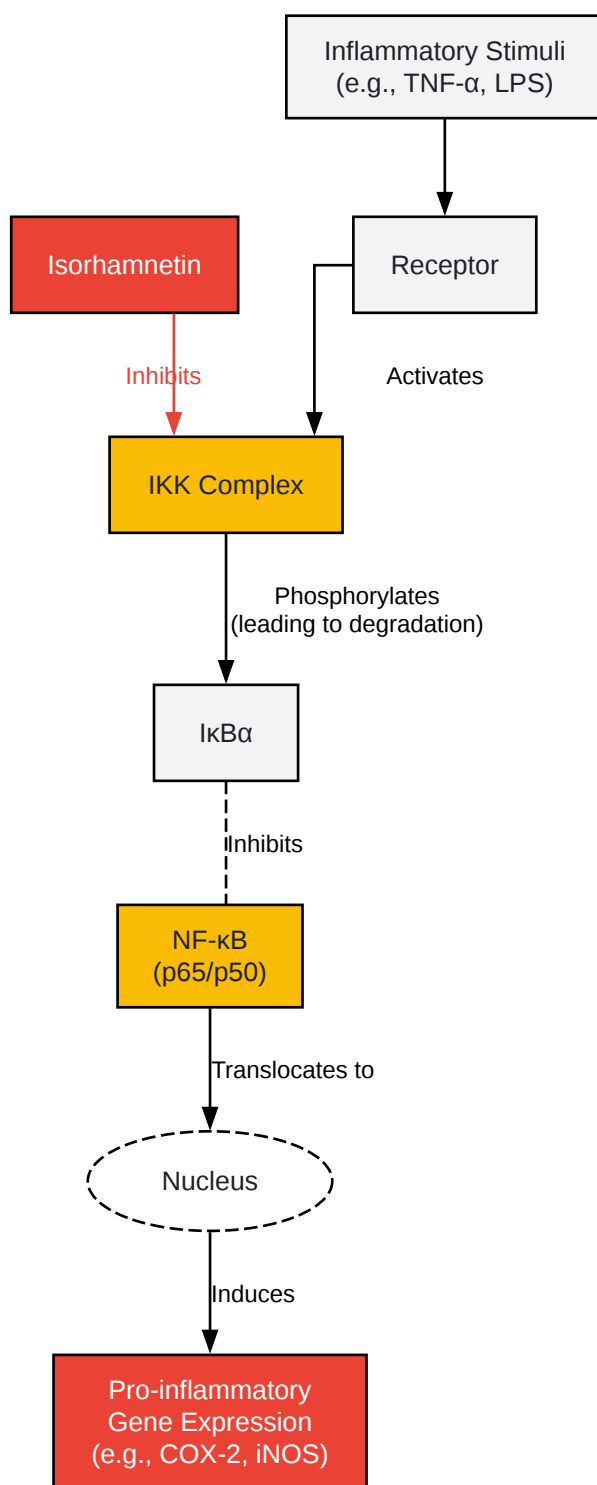 Inflammatory Stimuli
(e.g., TNF-α, LPS)
Isorhamnetin
Receptor
Inhibits
Activates
IKK Complex
Phosphorylates
(leading to degradation)
IκBα
Inhibits
NF-κB
(p65/p50)
Translocates to
Nucleus
Induces
Pro-inflammatory
Gene Expression
(e.g., COX-2, iNOS)